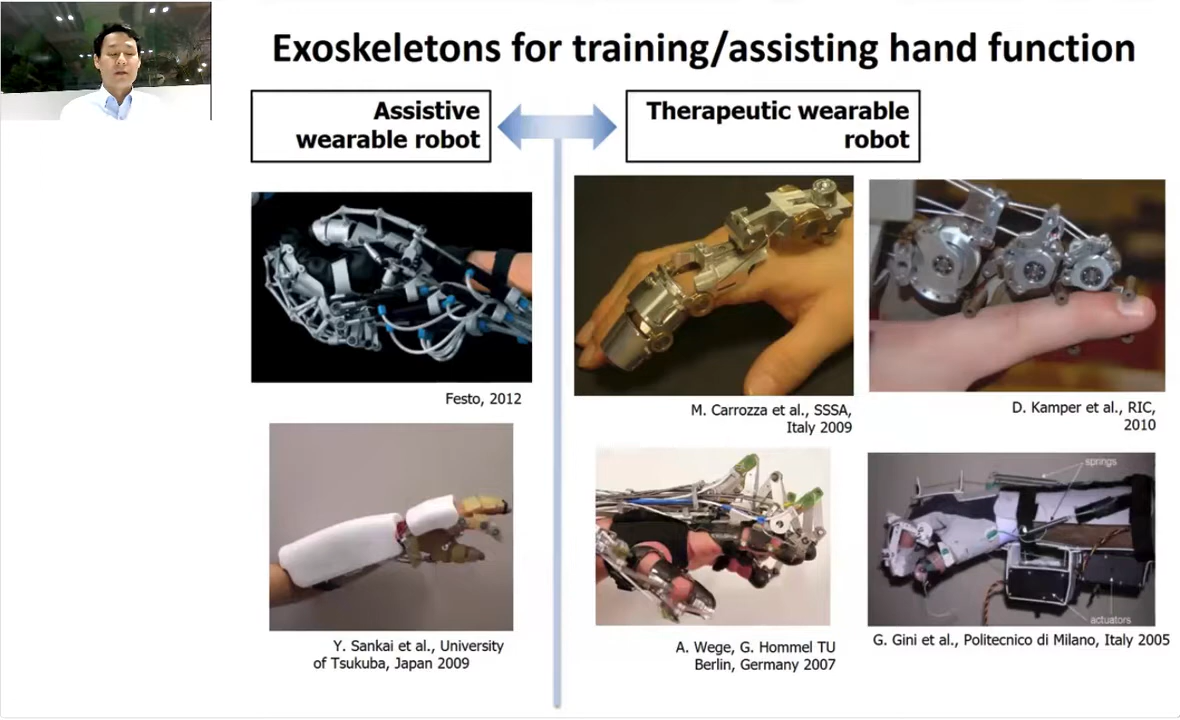 Exoskeletons for training/assisting hand function
Assistive
wearable robot
Therapeutic wearable
robot
Festo, 2012
M. Carrozza et al., SSSA,
Italy 2009
D. Kamper et al., RIC,
2010
springs
actuators
Y. Sankai et al., University
of Tsukuba, Japan 2009
A. Wege, G. Hommel TU
Berlin, Germany 2007
G. Gini et al., Politecnico di Milano, Italy 2005